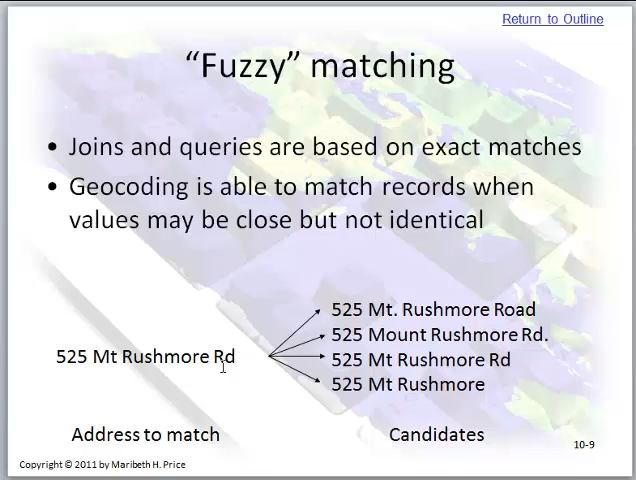 Return to Outline
“Fuzzy” matching
• Joins and queries are based on exact matches
• Geocoding is able to match records when
values may be close but not identical
525 Mt. Rushmore Road
525 Mount Rushmore Rd.
525 Mt Rushmore Rd
525 Mt Rushmore Rd
525 Mt Rushmore
Address to match
Candidates
10-9
Copyright © 2011 by Maribeth H. Price